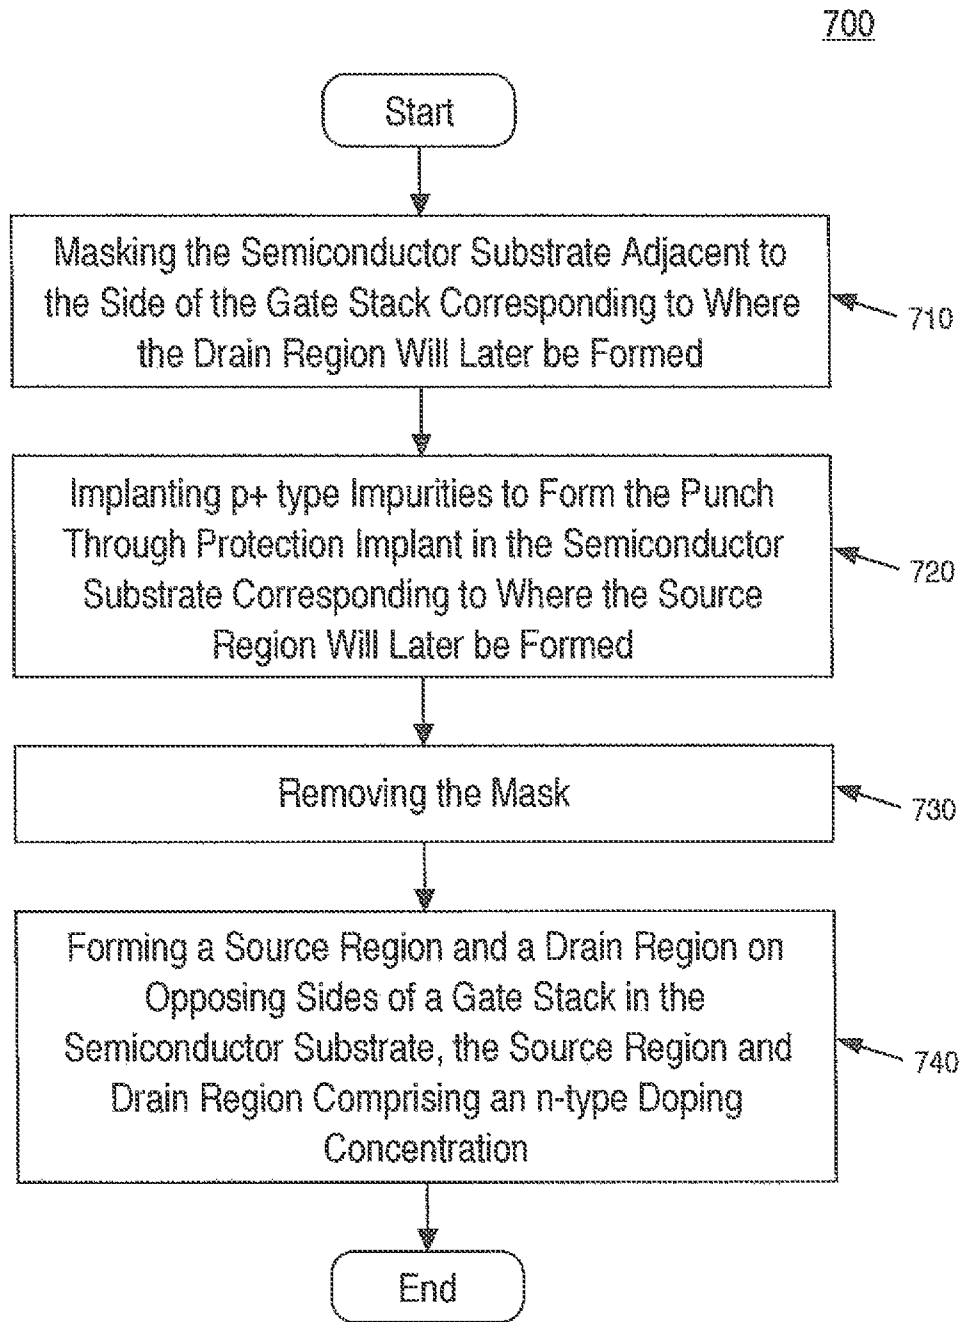 700
Start
Masking the Semiconductor Substrate Adjacent to
the Side of the Gate Stack Corresponding to Where
the Drain Region Will Later be Formed
710
Implanting p+ type Impurities to Form the Punch
Through Protection Implant in the Semiconductor
Substrate Corresponding to Where the Source
Region Will Later be Formed
720
Removing the Mask
730
Forming a Source Region and a Drain Region on
Opposing Sides of a Gate Stack in the
Semiconductor Substrate, the Source Region and
Drain Region Comprising an n-type Doping
Concentration
740
End